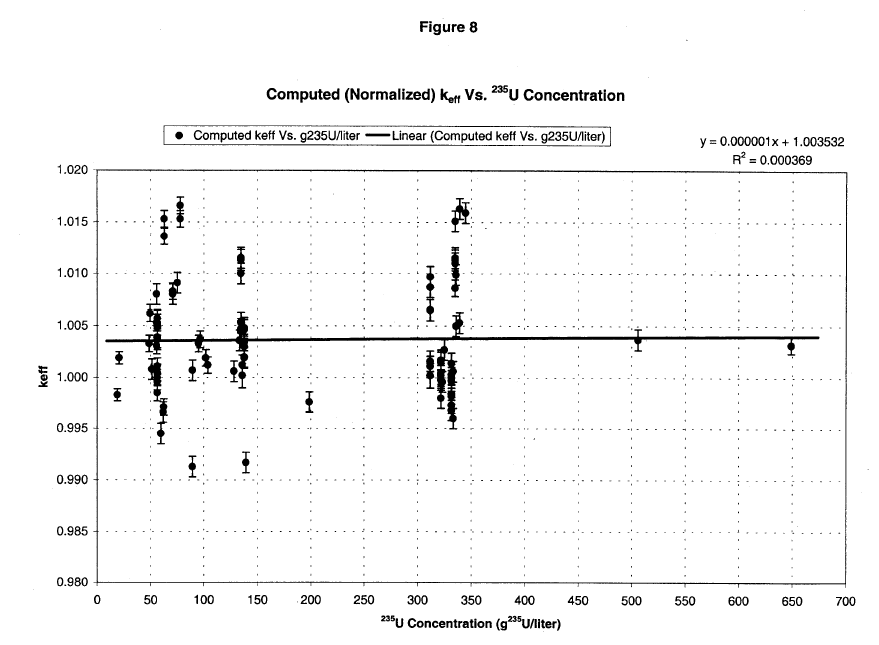 Figure 8
Computed (Normalized) keff Vs. 235U Concentration
Computed keff Vs. g235U/liter Linear (Computed keff Vs. g235U/liter)
y = 0.000001x + 1.003532
R2 = 0.000369
1.020
1.015
1.010
1.005
1.000
0.995
0.990
0.985
0.980
keff
0 50 100 150 200 250 300 350 400 450 500 550 600 650 700
235U Concentration (g235U/liter)